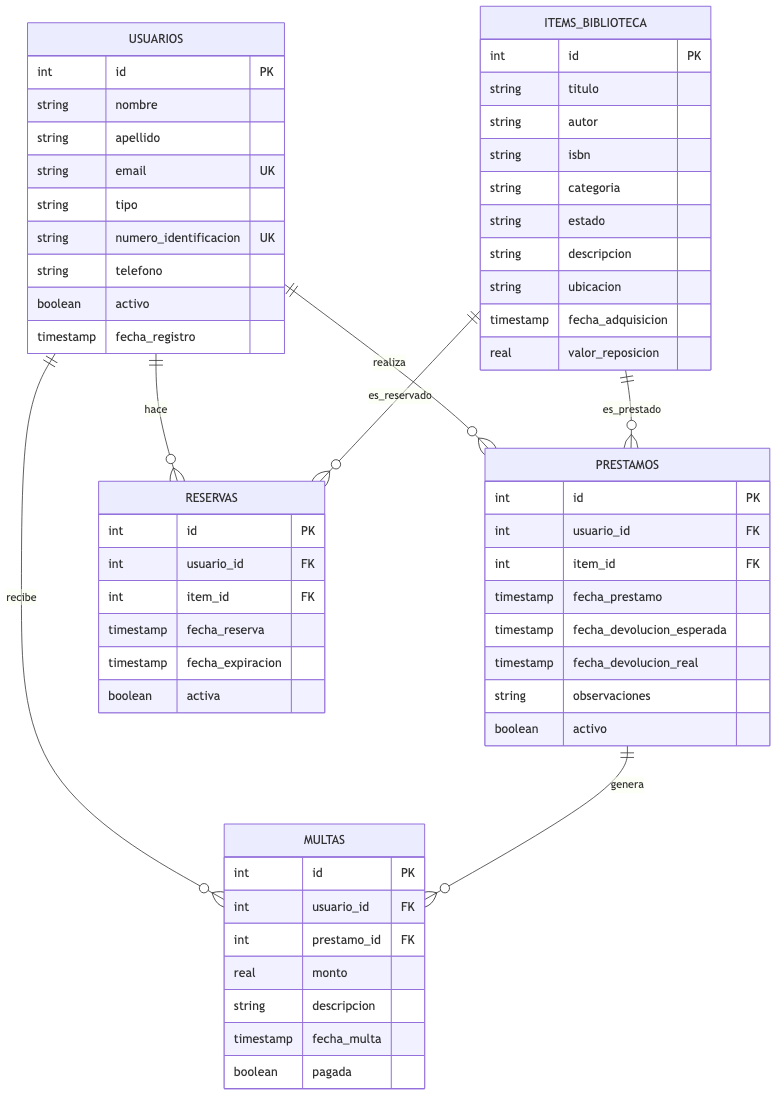 USUARIOS
int id PK
string nombre
string apellido
string email UK
string tipo
string numero_identificacion UK
string telefono
boolean activo
timestamp fecha_registro
ITEMS_BIBLIOTECA
int id PK
string titulo
string autor
string isbn
string categoria
string estado
string descripcion
string ubicacion
timestamp fecha_adquisicion
real valor_reposicion
realiza
es_reservado
hace
es_prestado
RESERVAS
int id PK
int usuario_id FK
int item_id FK
timestamp fecha_reserva
timestamp fecha_expiracion
boolean activa
PRESTAMOS
int id PK
int usuario_id FK
int item_id FK
timestamp fecha_prestamo
timestamp fecha_devolucion_esperada
timestamp fecha_devolucion_real
string observaciones
boolean activo
recibe
genera
MULTAS
int id PK
int usuario_id FK
int prestamo_id FK
real monto
string descripcion
timestamp fecha_multa
boolean pagada